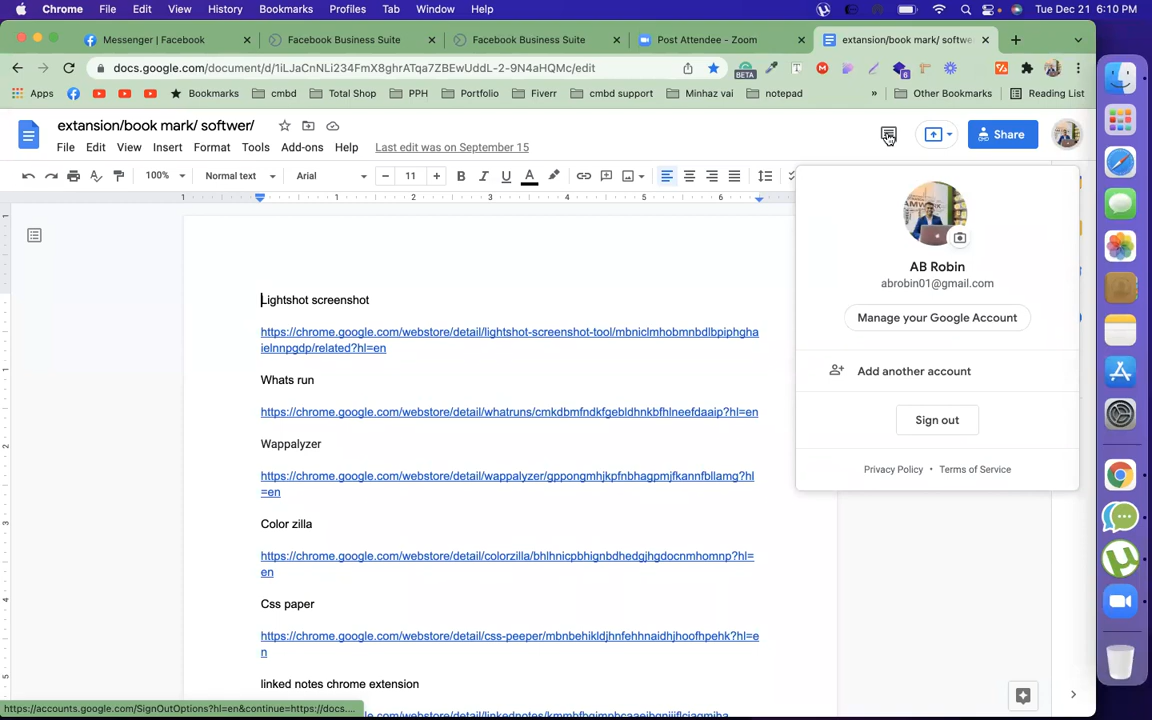 Chrome File Edit View History Bookmarks Profiles Tab Window Help Tue Dec 21 6:10 PM
Messenger | Facebook Facebook Business Suite Facebook Business Suite Post Attendee - Zoom extansion/book mark/ softwe
docs.google.com/document/d/1iLJaCnNLi234FmX8ghrATqa7ZBEwUddL-2-9N4aHQMc/edit BETA 6
Apps Bookmarks cmbd Total Shop PPH Portfolio Fiverr cmbd support Minhaz vai notepad » Other Bookmarks Reading List
extansion/book mark/ softwer/
Share
File Edit View Insert Format Tools Add-ons Help Last edit was on September 15
100% Normal text Arial 11 B I U A
1 1 2 3 4 5 6
AB Robin
abrobin01@gmail.com
Manage your Google Account
Add another account
Sign out
Privacy Policy • Terms of Service
Lightshot screenshot
https://chrome.google.com/webstore/detail/lightshot-screenshot-tool/mbniclmhobmnbdlbpiphgha
ielnnpgdp/related?hl=en
Whats run
https://chrome.google.com/webstore/detail/whatruns/cmkdbmfndkfgebldhnkbfhlneefdaaip?hl=en
Wappalyzer
https://chrome.google.com/webstore/detail/wappalyzer/gppongmhjkpfnbhagpmjfkannfbllamg?hl
=en
Color zilla
https://chrome.google.com/webstore/detail/colorzilla/bhlhnicpbhignbdhedgjhgdocnmhomnp?hl=
en
Css paper
https://chrome.google.com/webstore/detail/css-peeper/mbnbehikldjhnfehhnaidhjhoofhpehk?hl=e
n
linked notes chrome extension
https://accounts.google.com/SignOutOptions?hl=en&continue=https://docs....